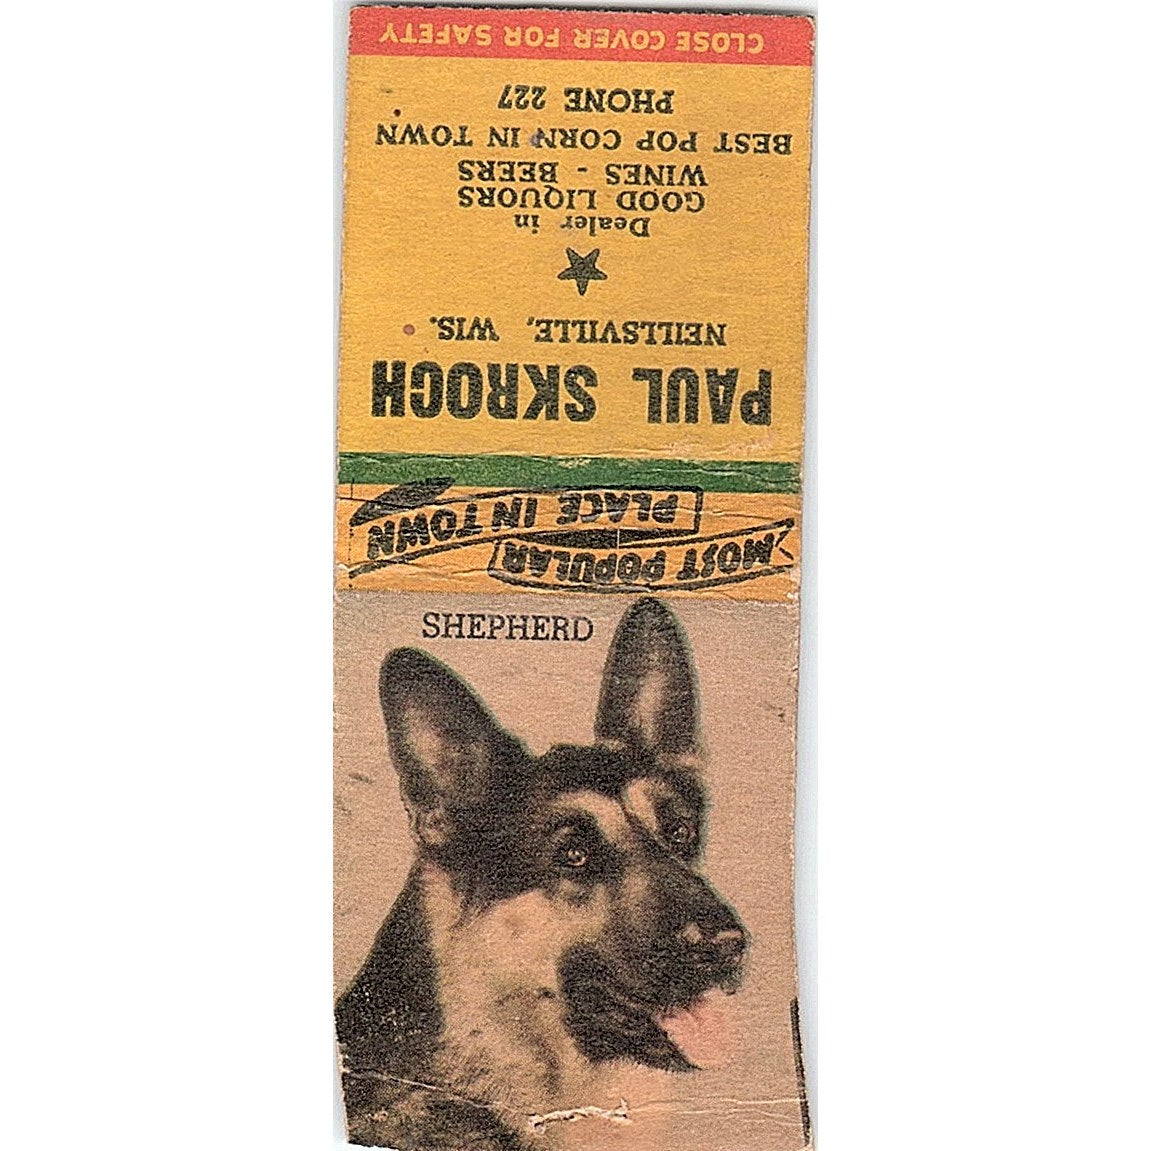 CLOSE COVER FOR SAFETY
PAUL SKROCH
NEILLSVILLE, WIS.
Dealer in
GOOD LIQUORS
WINES - BEERS
BEST POP CORN IN TOWN
PHONE 227
MOST POPULAR
PLACE IN TOWN
SHEPHERD